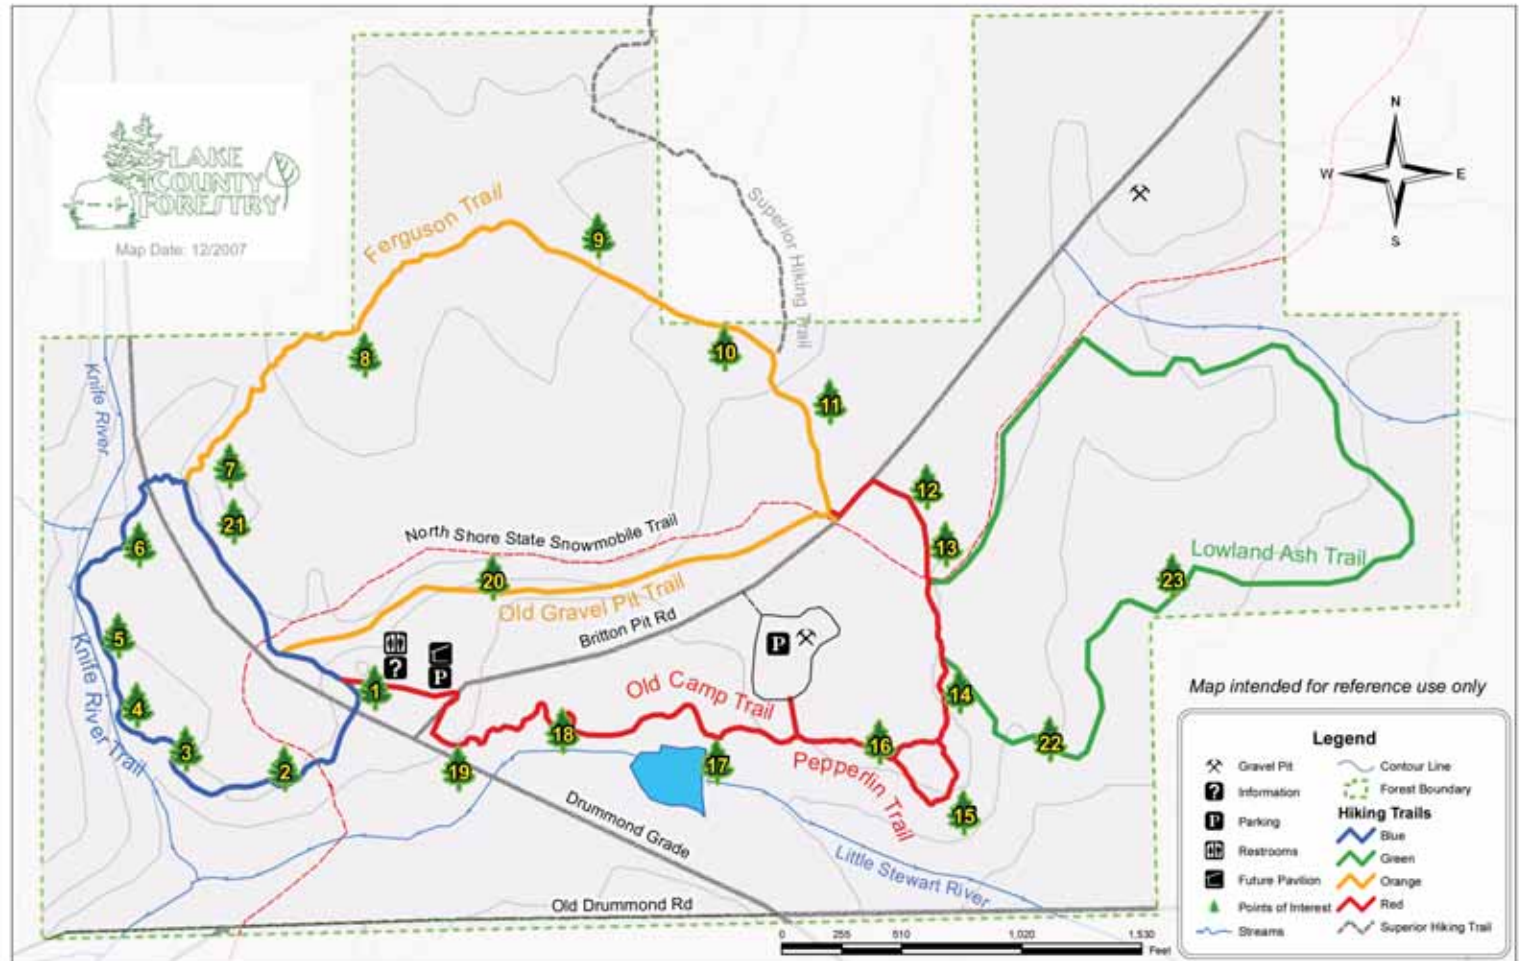 LAKE
COUNTY
FORESTRY
Map Date: 12/2007
N
W
E
S
Ferguson Trail
Superior Hiking Trail
9
8
10
11
Knife River
7
21
12
6
13
North Shore State Snowmobile Trail
20
Old Gravel Pit Trail
Lowland Ash Trail
23
Britton Pit Rd
5
Knife River Trail
?
P
P
1
Old Camp Trail
14
4
3
2
18
19
17
16
22
Pepperlin Trail
15
Drummond Grade
Little Stewart River
Old Drummond Rd
Map intended for reference use only
Legend
Gravel Pit
? Information
P Parking
Restrooms
Future Pavilion
Points of Interest
Streams
Contour Line
Forest Boundary
Hiking Trails
Blue
Green
Orange
Red
Superior Hiking Trail
0 255 510 1,020 1,530
Feet